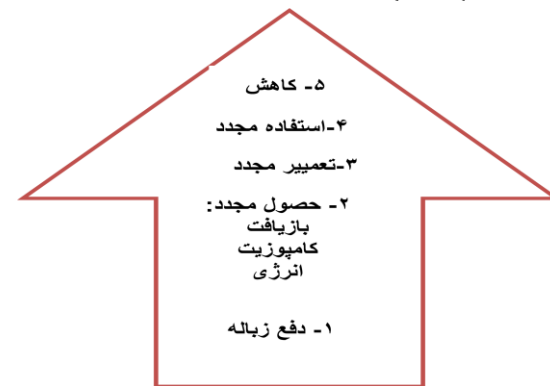 ۵- کاهش
۴-استفاده مجدد
۳-تعمییر مجدد
۲- حصول مجدد:
بازیافت
کامپوزیت
انرژی
۱- دفع زباله